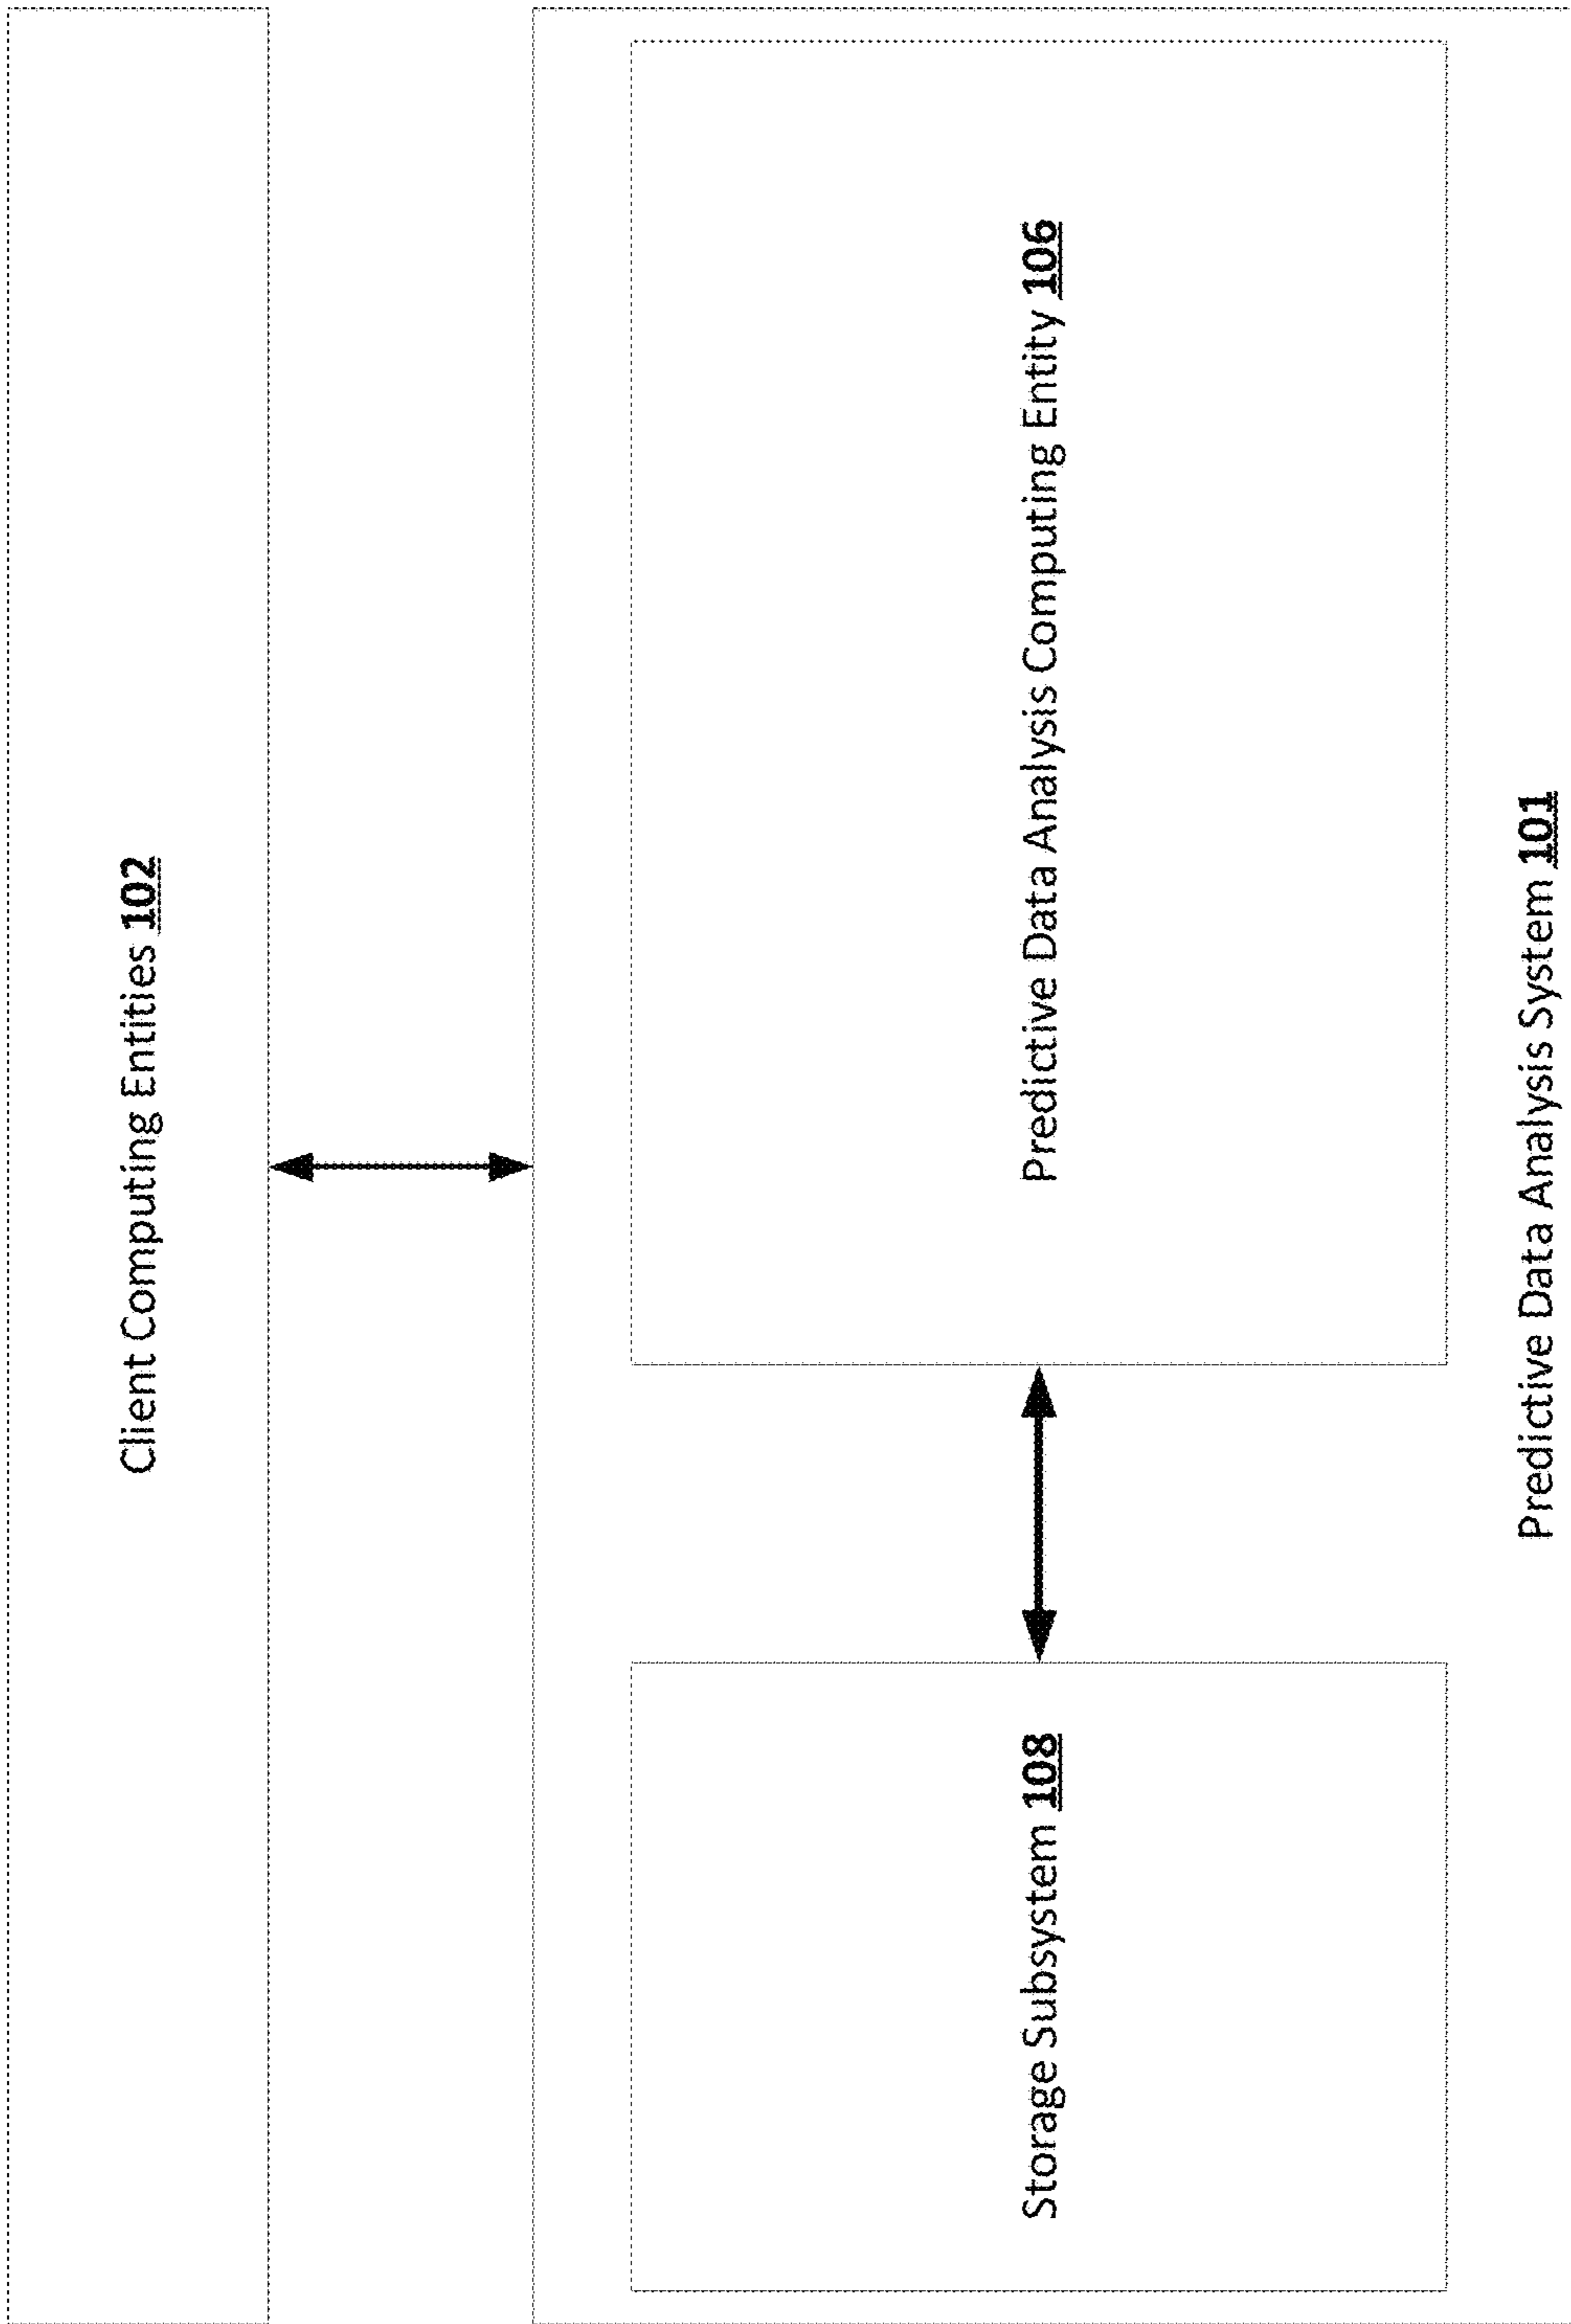 Client Computing Entities 102
Storage Subsystem 108
Predictive Data Analysis Computing Entity 106
Predictive Data Analysis System 101